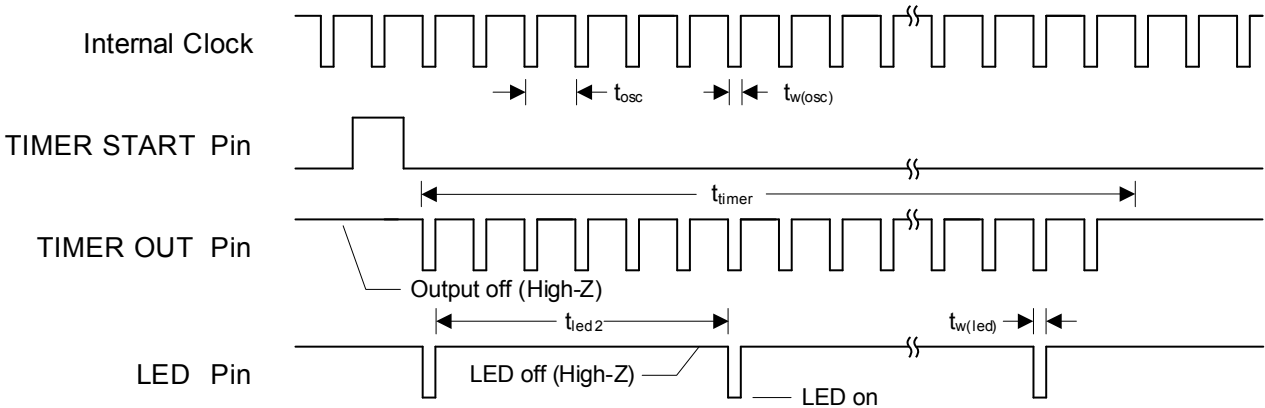 Internal Clock
tosc
tw(osc)
TIMER START Pin
ttimer
TIMER OUT Pin
Output off (High-Z)
tled2
tw(led)
LED Pin
LED off (High-Z)
LED on